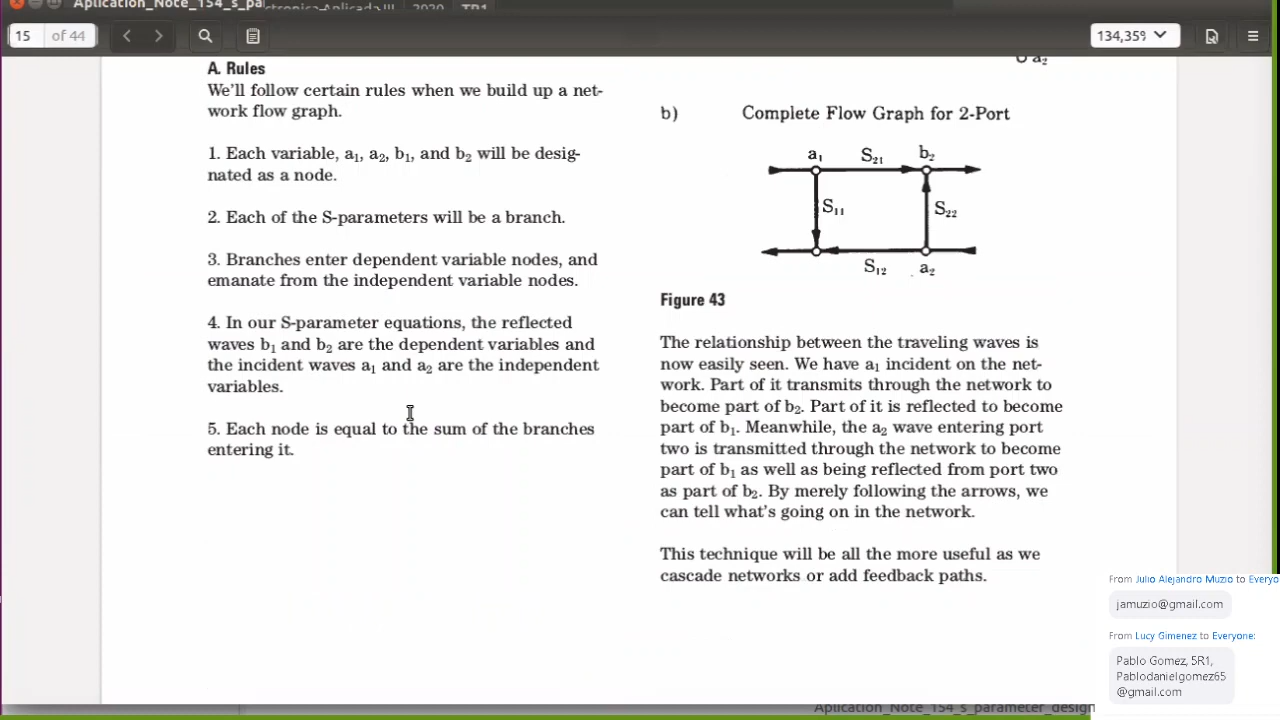 Aplication_Note_154_s_pa
ctronica Aplicada III 2020 TP1
15 of 44
134,35%
A. Rules
We'll follow certain rules when we build up a net-
work flow graph.
1. Each variable, a1, a2, b1, and b2 will be desig-
nated as a node.
2. Each of the S-parameters will be a branch.
3. Branches enter dependent variable nodes, and
emanate from the independent variable nodes.
4. In our S-parameter equations, the reflected
waves b1 and b2 are the dependent variables and
the incident waves a1 and a2 are the independent
variables.
5. Each node is equal to the sum of the branches
entering it.
a2
b) Complete Flow Graph for 2-Port
a1 S21 b2
S11 S22
S12 a2
Figure 43
The relationship between the traveling waves is
now easily seen. We have a1 incident on the net-
work. Part of it transmits through the network to
become part of b2. Part of it is reflected to become
part of b1. Meanwhile, the a2 wave entering port
two is transmitted through the network to become
part of b1 as well as being reflected from port two
as part of b2. By merely following the arrows, we
can tell what's going on in the network.
This technique will be all the more useful as we
cascade networks or add feedback paths.
From Julio Alejandro Muzio to Everyo
jamuzio@gmail.com
From Lucy Gimenez to Everyone:
Pablo Gomez, 5R1,
Pablodanielgomez65
@gmail.com
Aplication_Note_154_s_parameter_design